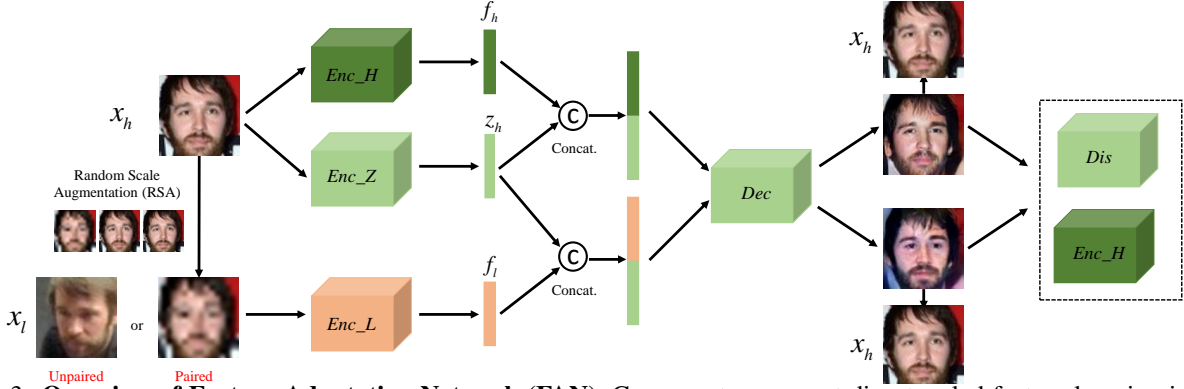 f_h
x_h
Enc_H
x_h
z_h
C
Concat.
Random Scale
Augmentation (RSA)
Enc_Z
Dec
Dis
f_l
C
Concat.
Enc_H
x_l
or
Enc_L
x_h
Unpaired
Paired